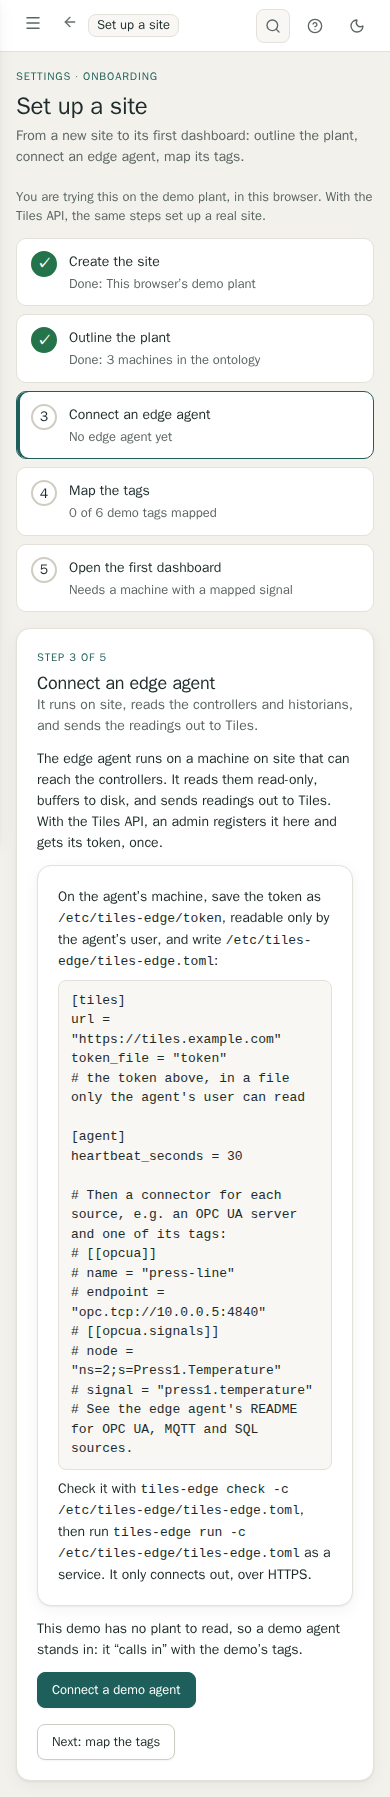 Set up a site
SETTINGS · ONBOARDING
Set up a site
From a new site to its first dashboard: outline the plant,
connect an edge agent, map its tags.
You are trying this on the demo plant, in this browser. With the
Tiles API, the same steps set up a real site.
✓ Create the site
Done: This browser's demo plant
✓ Outline the plant
Done: 3 machines in the ontology
3 Connect an edge agent
No edge agent yet
4 Map the tags
0 of 6 demo tags mapped
5 Open the first dashboard
Needs a machine with a mapped signal
STEP 3 OF 5
Connect an edge agent
It runs on site, reads the controllers and historians,
and sends the readings out to Tiles.
The edge agent runs on a machine on site that can
reach the controllers. It reads them read-only,
buffers to disk, and sends readings out to Tiles.
With the Tiles API, an admin registers it here and
gets its token, once.
On the agent's machine, save the token as
/etc/tiles-edge/token, readable only by
the agent's user, and write /etc/tiles-
edge/tiles-edge.toml:
[tiles]
url =
"https://tiles.example.com"
token_file = "token"
# the token above, in a file
only the agent's user can read
[agent]
heartbeat_seconds = 30
# Then a connector for each
source, e.g. an OPC UA server
and one of its tags:
# [[opcua]]
# name = "press-line"
# endpoint =
"opc.tcp://10.0.0.5:4840"
# [[opcua.signals]]
# node =
"ns=2;s=Press1.Temperature"
# signal = "press1.temperature"
# See the edge agent's README
for OPC UA, MQTT and SQL
sources.
Check it with tiles-edge check -c
/etc/tiles-edge/tiles-edge.toml,
then run tiles-edge run -c
/etc/tiles-edge/tiles-edge.toml as a
service. It only connects out, over HTTPS.
This demo has no plant to read, so a demo agent
stands in: it “calls in” with the demo's tags.
Connect a demo agent
Next: map the tags